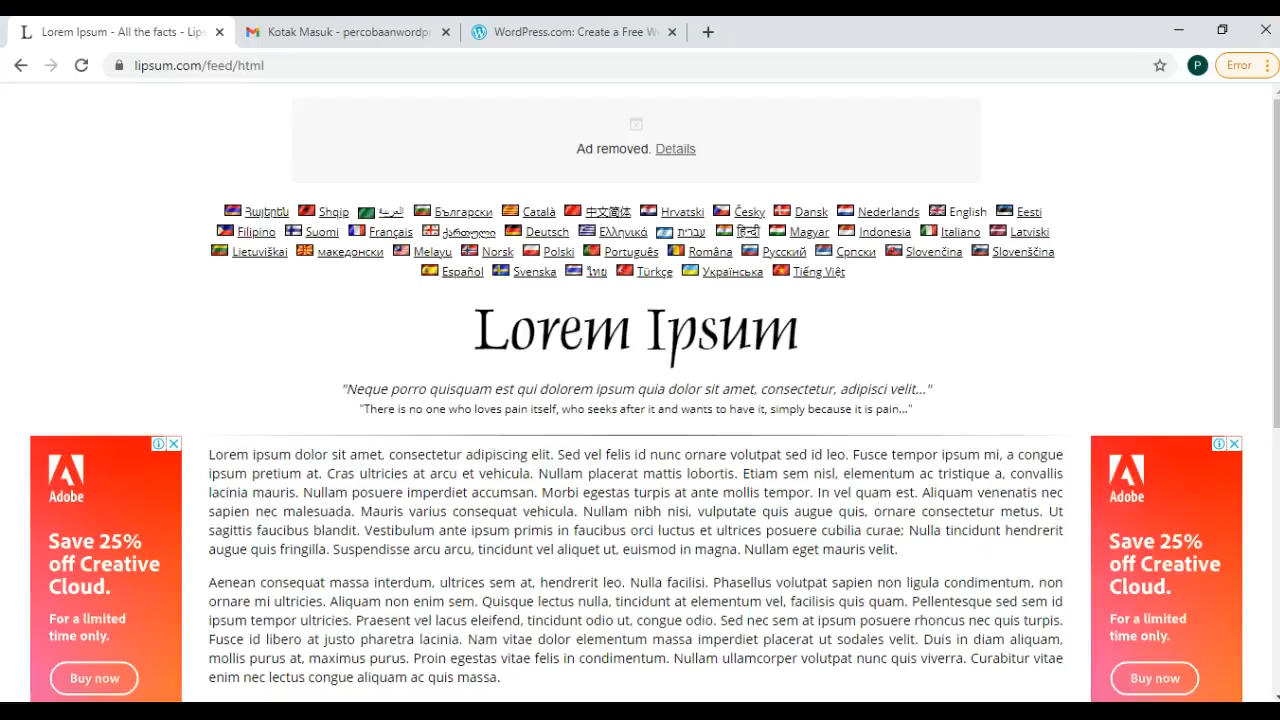 Lorem Ipsum - All the facts - Lips
Kotak Masuk - percobaanwordpr
WordPress.com: Create a Free W
lipsum.com/feed/html
P
Error
Ad removed. Details
Հայերեն Shqip العربية Български Català 中文简体 Hrvatski Česky Dansk Nederlands English Eesti
Filipino Suomi Français ქართული Deutsch Ελληνικά עברית हिन्दी Magyar Indonesia Italiano Latviski
Lietuviškai македонски Melayu Norsk Polski Português Româna Русский Српски Slovenčina Slovenščina
Español Svenska ไทย Türkçe Українська Tiếng Việt
Lorem Ipsum
"Neque porro quisquam est qui dolorem ipsum quia dolor sit amet, consectetur, adipisci velit..."
"There is no one who loves pain itself, who seeks after it and wants to have it, simply because it is pain..."
Adobe
Save 25%
off Creative
Cloud.
For a limited
time only.
Buy now
Lorem ipsum dolor sit amet, consectetur adipiscing elit. Sed vel felis id nunc ornare volutpat sed id leo. Fusce tempor ipsum mi, a congue
ipsum pretium at. Cras ultricies at arcu et vehicula. Nullam placerat mattis lobortis. Etiam sem nisl, elementum ac tristique a, convallis
lacinia mauris. Nullam posuere imperdiet accumsan. Morbi egestas turpis at ante mollis tempor. In vel quam est. Aliquam venenatis nec
sapien nec malesuada. Mauris varius consequat vehicula. Nullam nibh nisi, vulputate quis augue quis, ornare consectetur metus. Ut
sagittis faucibus blandit. Vestibulum ante ipsum primis in faucibus orci luctus et ultrices posuere cubilia curae; Nulla tincidunt hendrerit
augue quis fringilla. Suspendisse arcu arcu, tincidunt vel aliquet ut, euismod in magna. Nullam eget mauris velit.
Aenean consequat massa interdum, ultrices sem at, hendrerit leo. Nulla facilisi. Phasellus volutpat sapien non ligula condimentum, non
ornare mi ultricies. Aliquam non enim sem. Quisque lectus nulla, tincidunt at elementum vel, facilisis quis quam. Pellentesque sed sem id
ipsum tempor ultricies. Praesent vel lacus eleifend, tincidunt odio ut, congue odio. Sed nec sem at ipsum posuere rhoncus nec quis turpis.
Fusce id libero at justo pharetra lacinia. Nam vitae dolor elementum massa imperdiet placerat ut sodales velit. Duis in diam aliquam,
mollis purus at, maximus purus. Proin egestas vitae felis in condimentum. Nullam ullamcorper volutpat nunc quis viverra. Curabitur vitae
enim nec lectus congue aliquam ac quis massa.
Adobe
Save 25%
off Creative
Cloud.
For a limited
time only.
Buy now